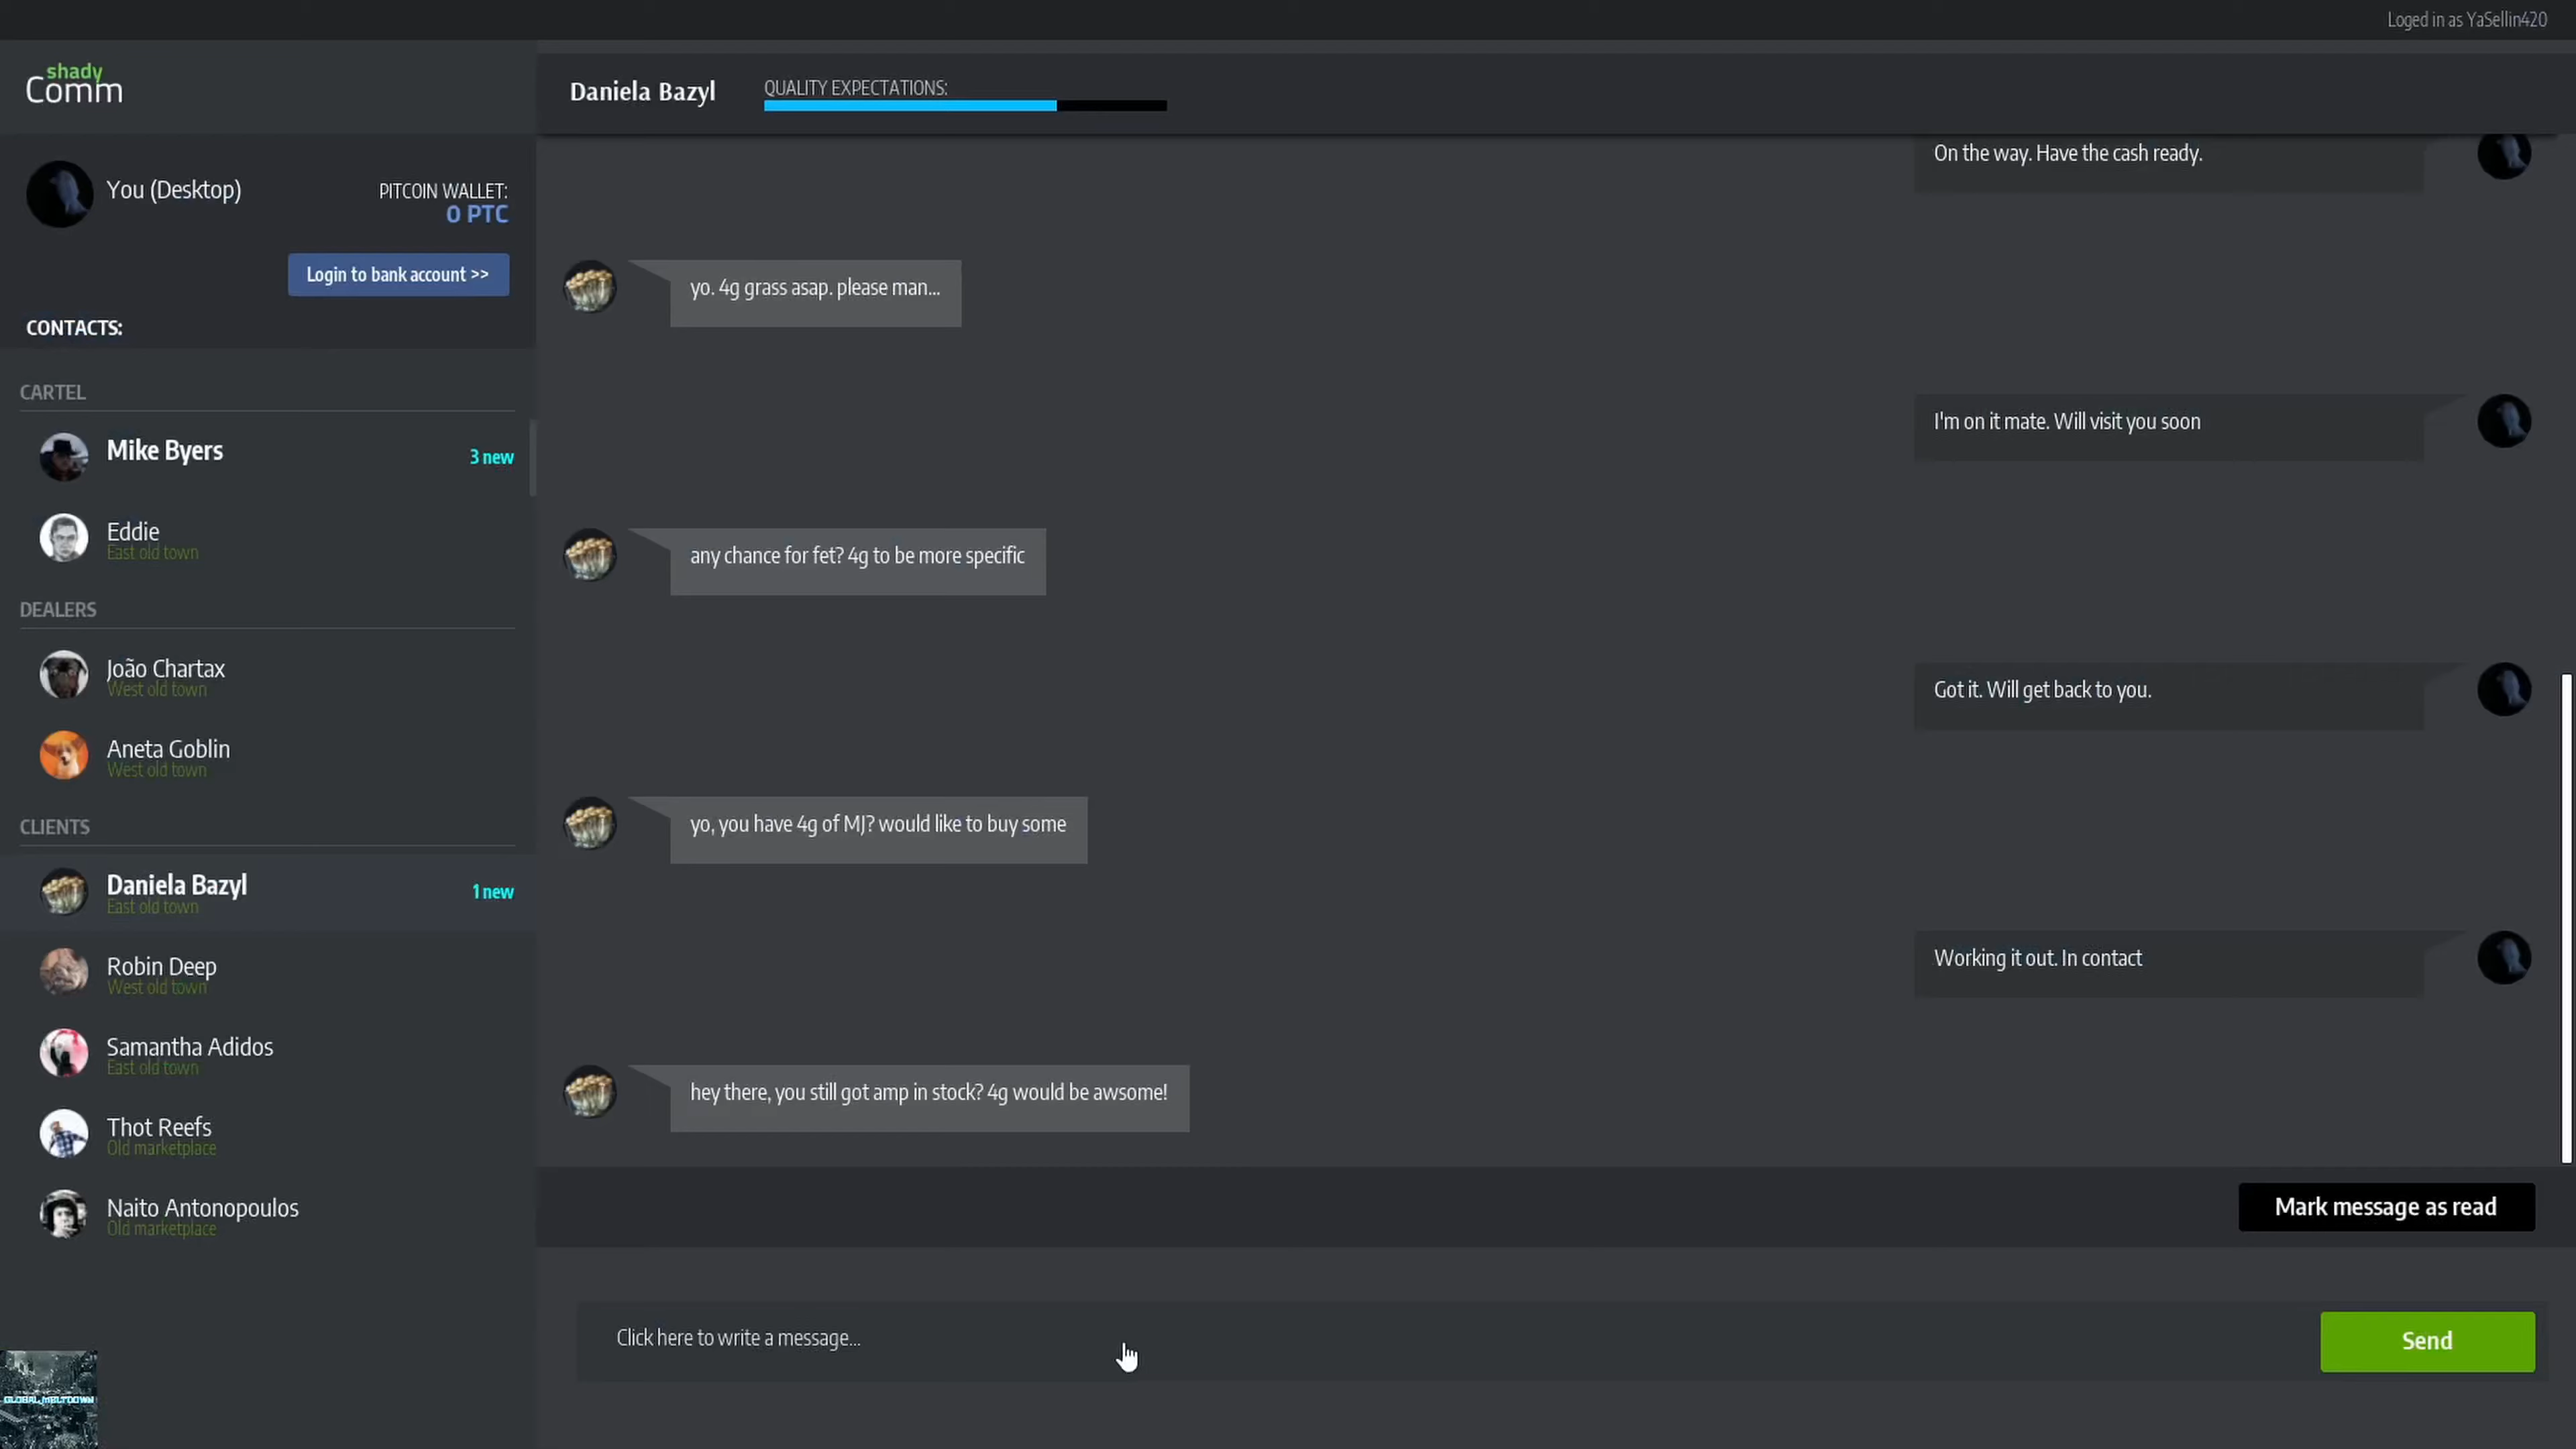 Loged in as YaSellin420
shady
Comm
Daniela Bazyl
QUALITY EXPECTATIONS:
You (Desktop)
PITCOIN WALLET:
0 PTC
Login to bank account >>
CONTACTS:
CARTEL
Mike Byers
3 new
Eddie
East old town
DEALERS
João Chartax
West old town
Aneta Goblin
West old town
CLIENTS
Daniela Bazyl
1 new
East old town
Robin Deep
West old town
Samantha Adidos
East old town
Thot Reefs
Old marketplace
Naito Antonopoulos
Old marketplace
GLOBAL MELTDOWN
On the way. Have the cash ready.
yo. 4g grass asap. please man...
I'm on it mate. Will visit you soon
any chance for fet? 4g to be more specific
Got it. Will get back to you.
yo, you have 4g of MJ? would like to buy some
Working it out. In contact
hey there, you still got amp in stock? 4g would be awsome!
Mark message as read
Click here to write a message...
Send